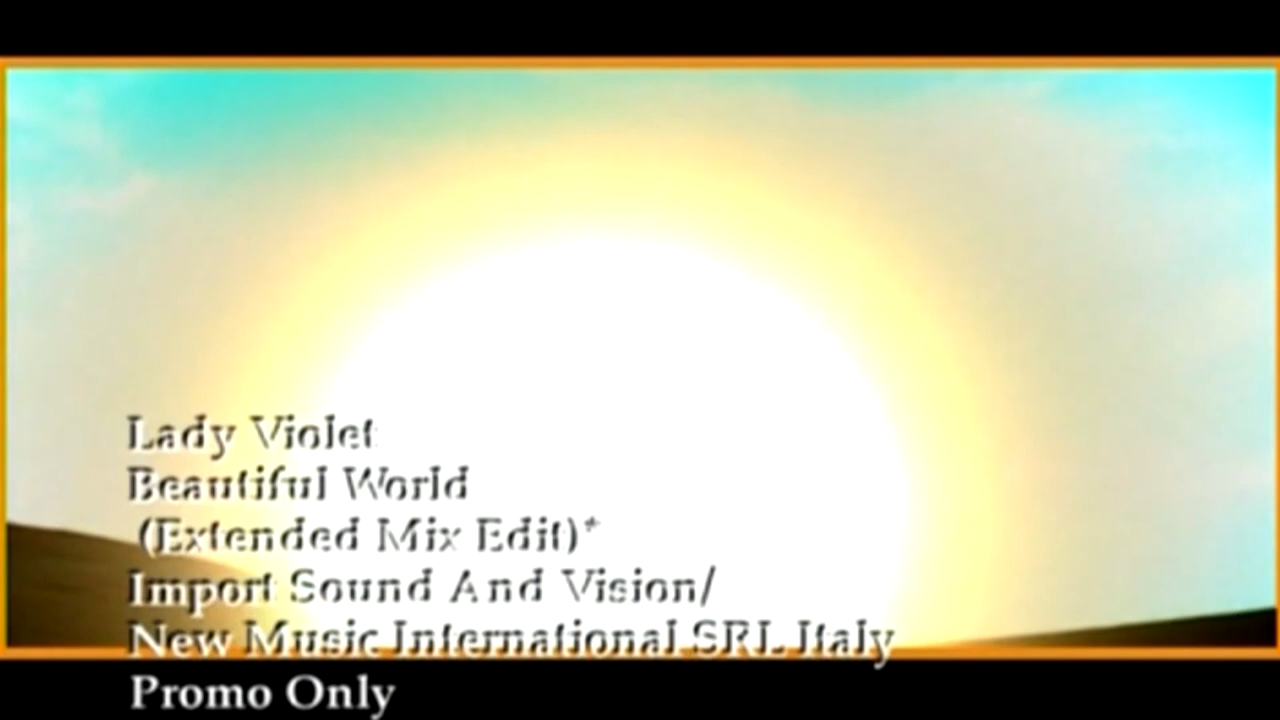 Lady Violet
Beautiful World
(Extended Mix Edit)*
Import Sound And Vision/
New Music International SRL Italy
Promo Only